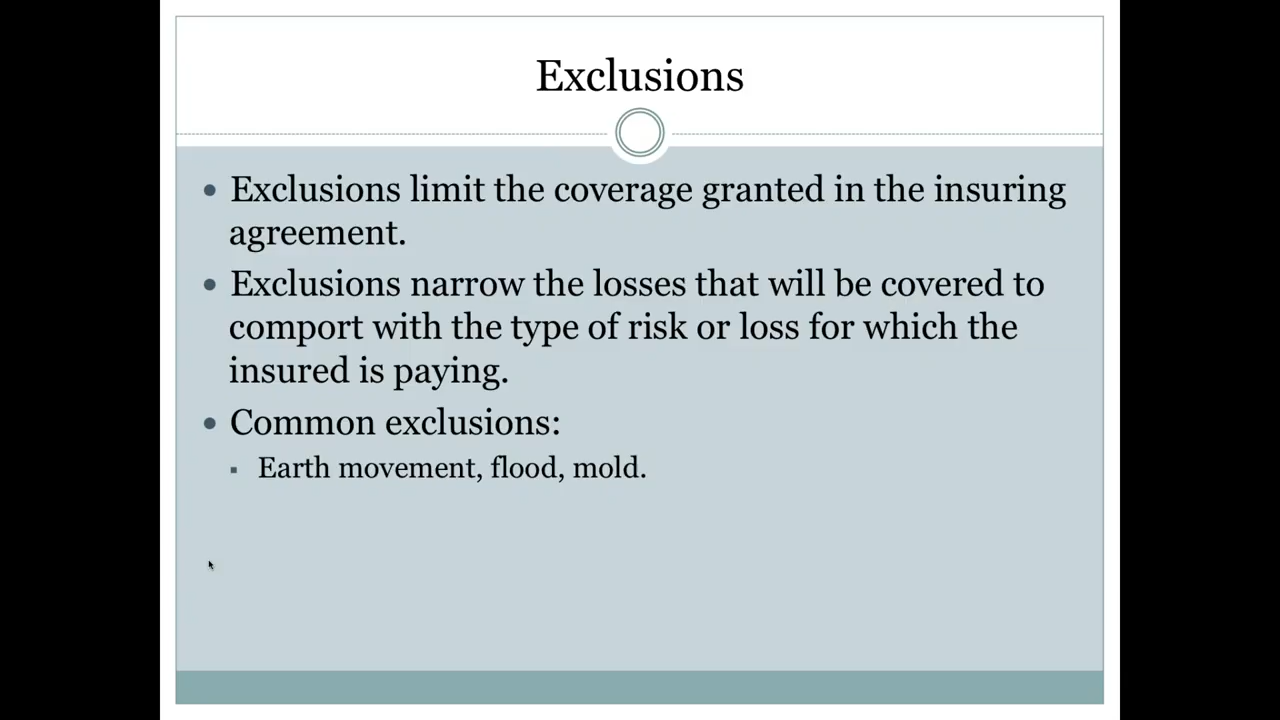 Exclusions
• Exclusions limit the coverage granted in the insuring
agreement.
• Exclusions narrow the losses that will be covered to
comport with the type of risk or loss for which the
insured is paying.
• Common exclusions:
▪ Earth movement, flood, mold.